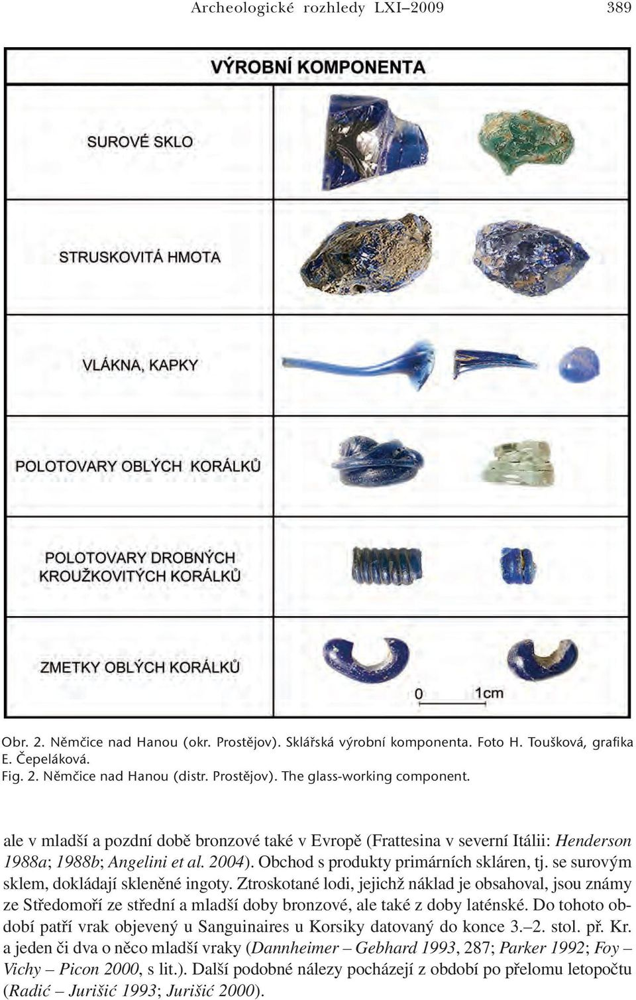 Archeologické rozhledy LXI–2009 389
VÝROBNÍ KOMPONENTA
SUROVÉ SKLO
STRUSKOVITÁ HMOTA
VLÁKNA, KAPKY
POLOTOVARY OBLÝCH KORÁLKŮ
POLOTOVARY DROBNÝCH
KROUŽKOVITÝCH KORÁLKŮ
ZMETKY OBLÝCH KORÁLKŮ
0 1cm
Obr. 2. Němčice nad Hanou (okr. Prostějov). Sklářská výrobní komponenta. Foto H. Toušková, grafika
E. Čepeláková.
Fig. 2. Němčice nad Hanou (distr. Prostějov). The glass-working component.
ale v mladší a pozdní době bronzové také v Evropě (Frattesina v severní Itálii: Henderson
1988a; 1988b; Angelini et al. 2004). Obchod s produkty primárních skláren, tj. se surovým
sklem, dokládají skleněné ingoty. Ztroskotané lodi, jejichž náklad je obsahoval, jsou známy
ze Středomoří ze střední a mladší doby bronzové, ale také z doby laténské. Do tohoto ob-
dobí patří vrak objevený u Sanguinaires u Korsiky datovaný do konce 3.–2. stol. př. Kr.
a jeden či dva o něco mladší vraky (Dannheimer – Gebhard 1993, 287; Parker 1992; Foy –
Vichy – Picon 2000, s lit.). Další podobné nálezy pocházejí z období po přelomu letopočtu
(Radić – Jurišić 1993; Jurišić 2000).